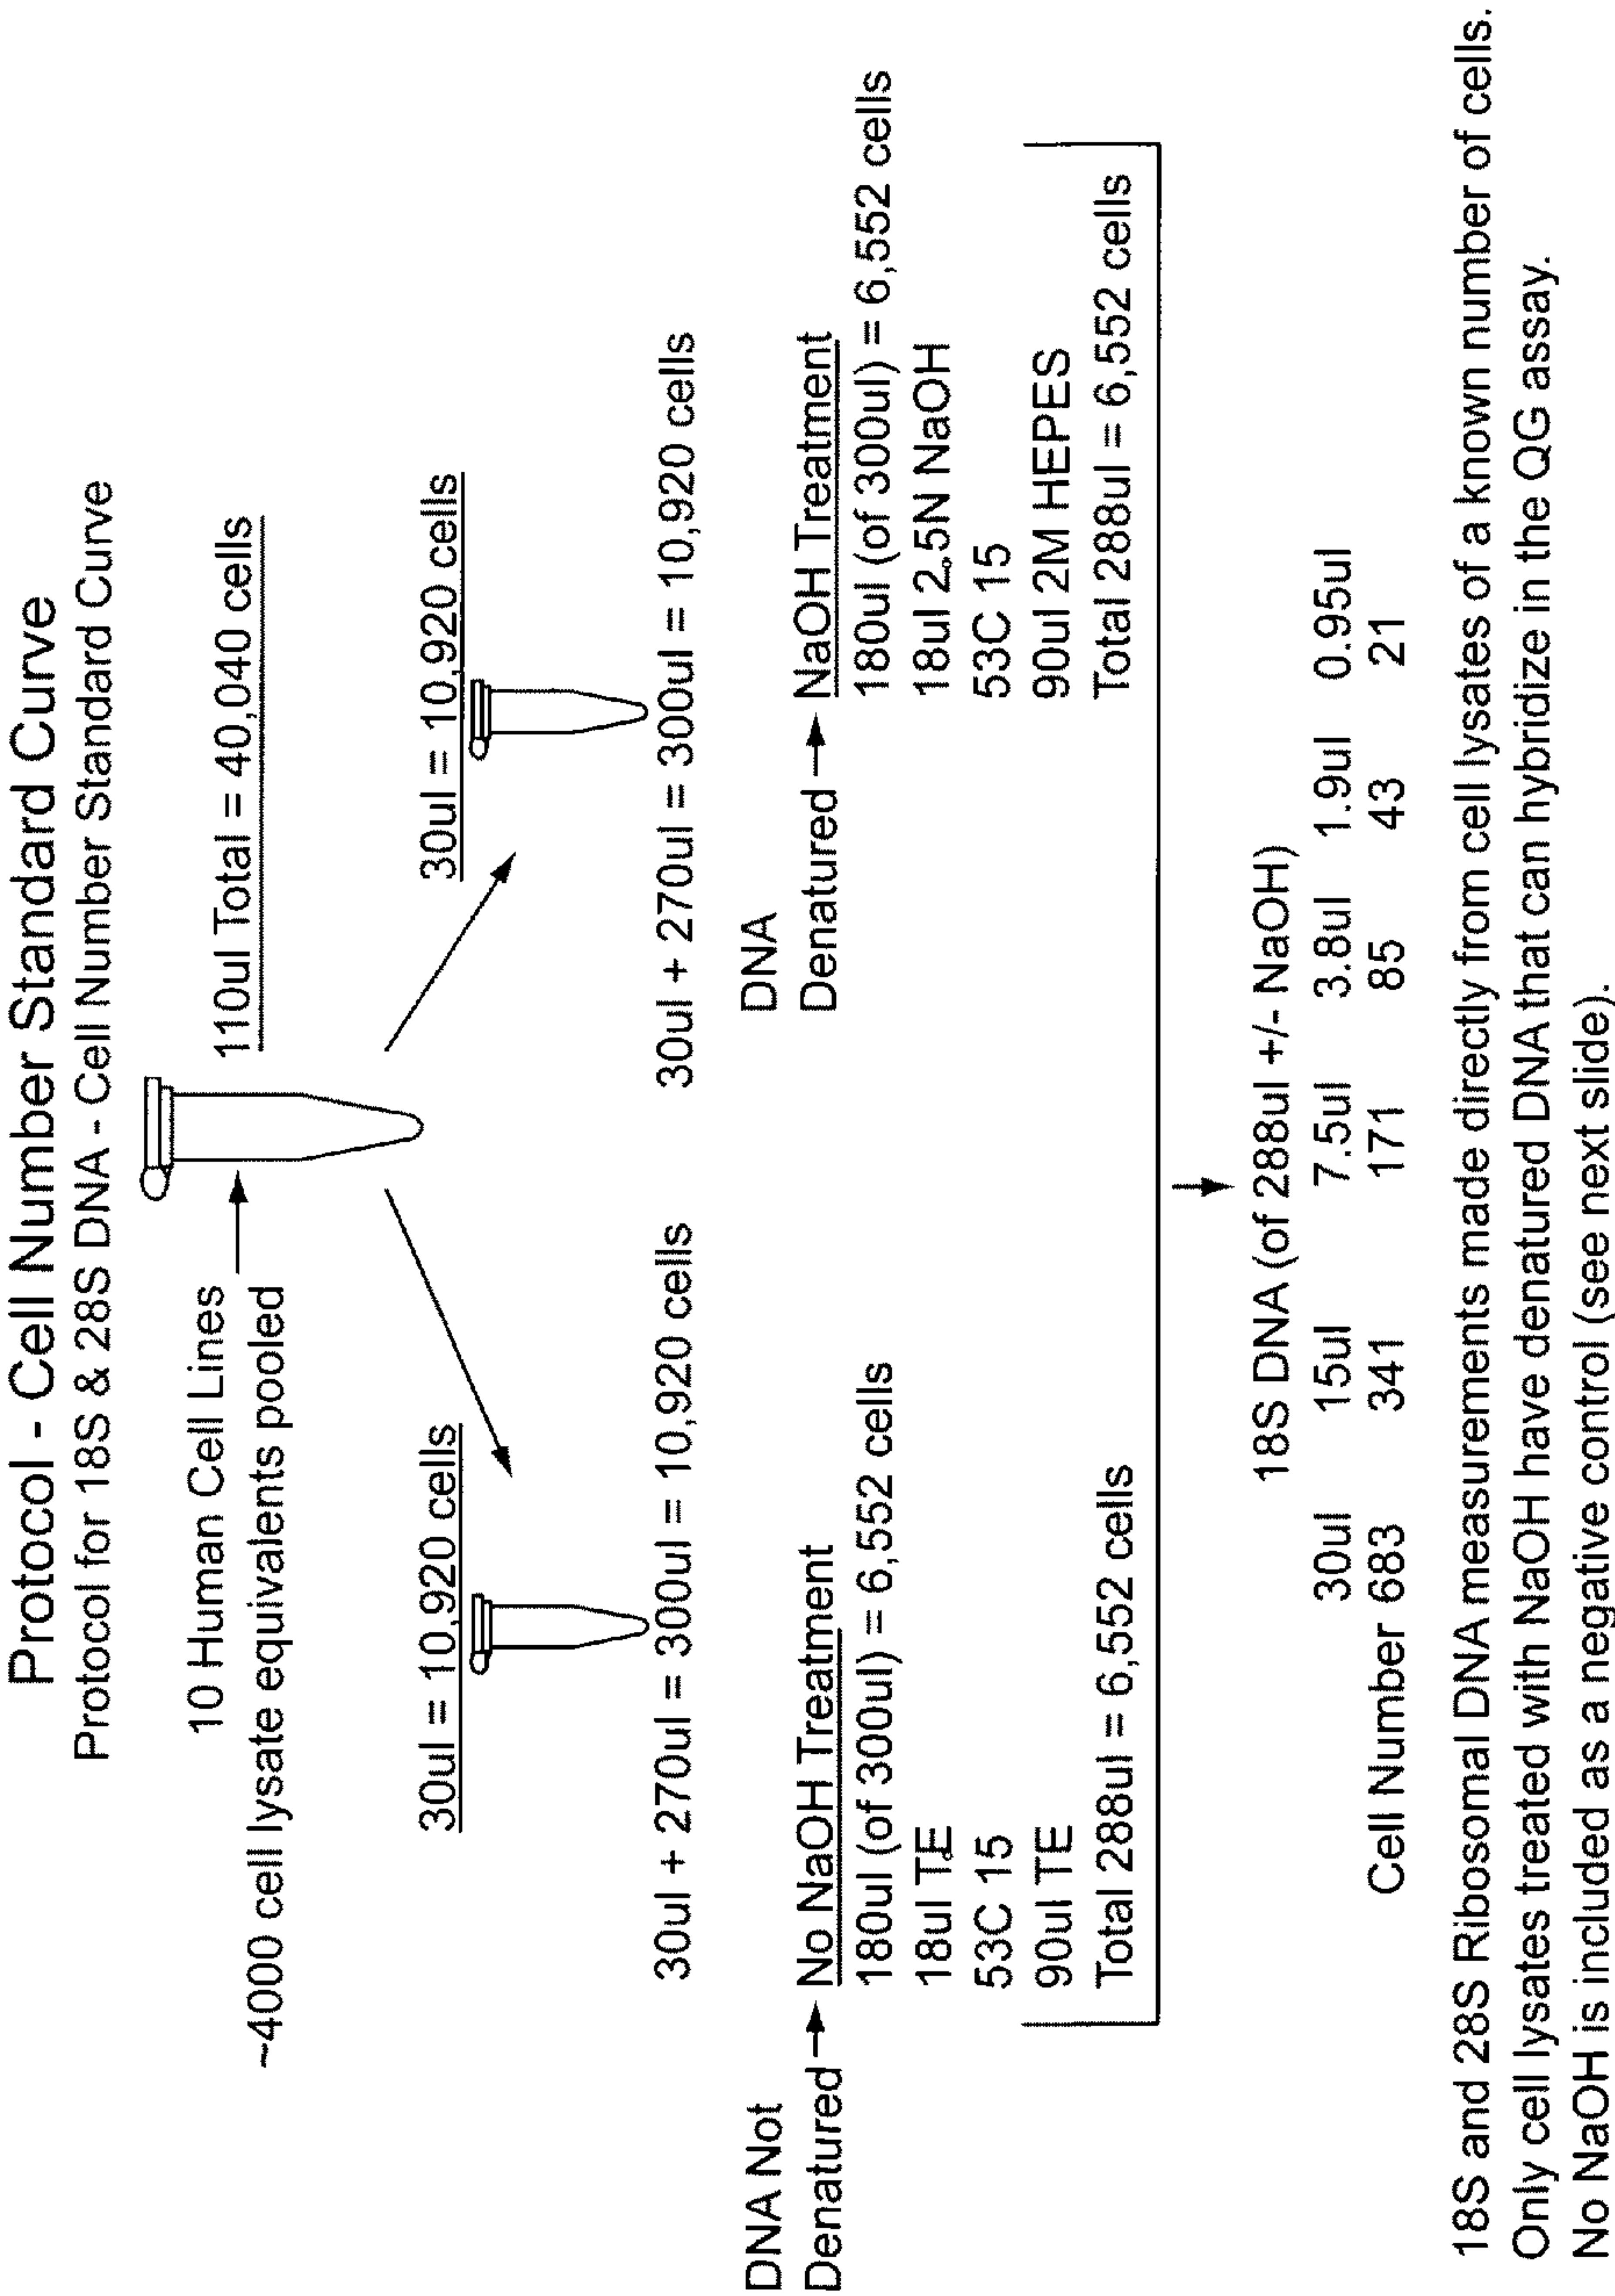 Protocol - Cell Number Standard Curve
Protocol for 18S & 28S DNA - Cell Number Standard Curve
10 Human Cell Lines
~4000 cell lysate equivalents pooled
110ul Total = 40,040 cells
30ul = 10,920 cells
30ul + 270ul = 300ul = 10,920 cells
30ul = 10,920 cells
30ul + 270ul = 300ul = 10,920 cells
DNA Not
Denatured
No NaOH Treatment
180ul (of 300ul) = 6,552 cells
18ul TE
53C 15
90ul TE
Total 288ul = 6,552 cells
DNA
Denatured
NaOH Treatment
180ul (of 300ul) = 6,552 cells
18ul 2.5N NaOH
53C 15
90ul 2M HEPES
Total 288ul = 6,552 cells
18S DNA (of 288ul +/- NaOH)
30ul 15ul 7.5ul 3.8ul 1.9ul 0.95ul
Cell Number 683 341 171 85 43 21
18S and 28S Ribosomal DNA measurements made directly from cell lysates of a known number of cells.
Only cell lysates treated with NaOH have denatured DNA that can hybridize in the QG assay.
No NaOH is included as a negative control (see next slide).